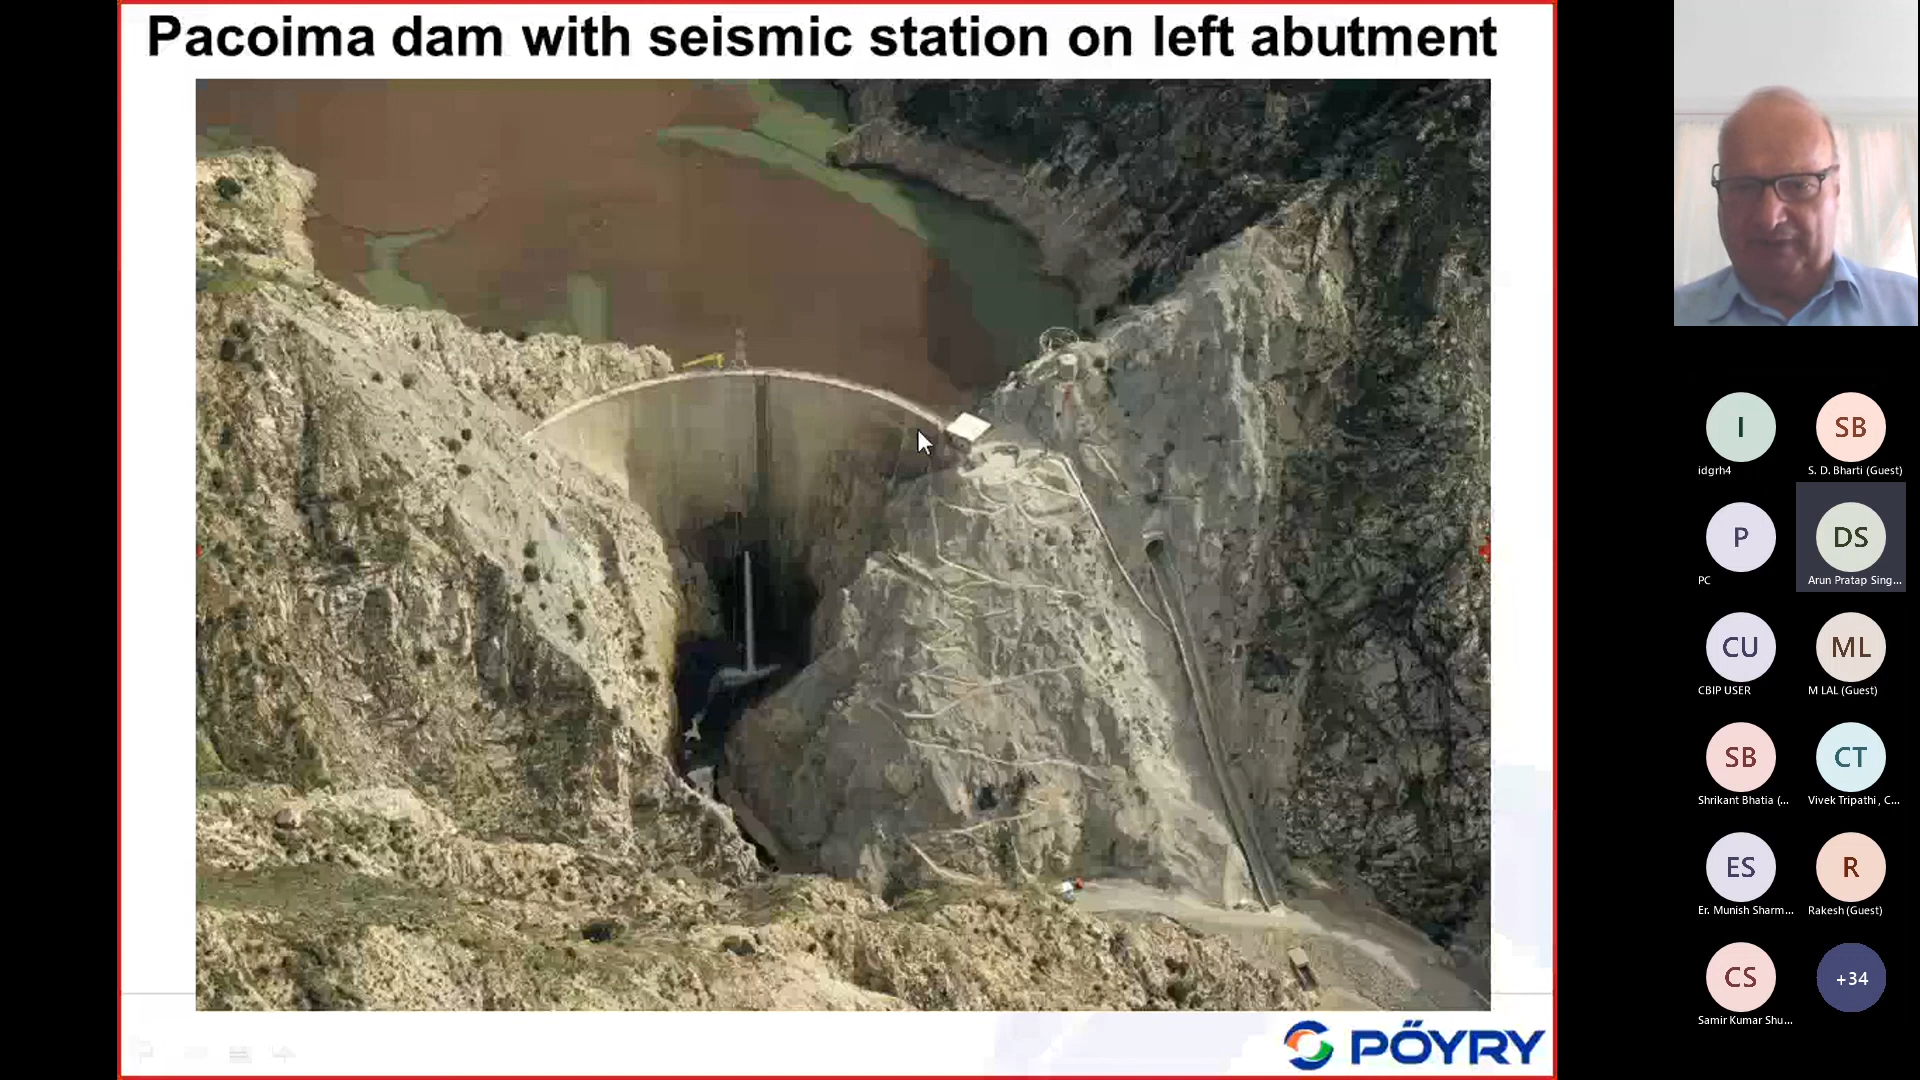 Pacoima dam with seismic station on left abutment
PÖYRY
I
idgrh4
SB
S. D. Bharti (Guest)
P
PC
DS
Arun Pratap Sing...
CU
CBIP USER
ML
M LAL (Guest)
SB
Shrikant Bhatia (...
CT
Vivek Tripathi , C...
ES
Er. Munish Sharm...
R
Rakesh (Guest)
CS
Samir Kumar Shu...
+34